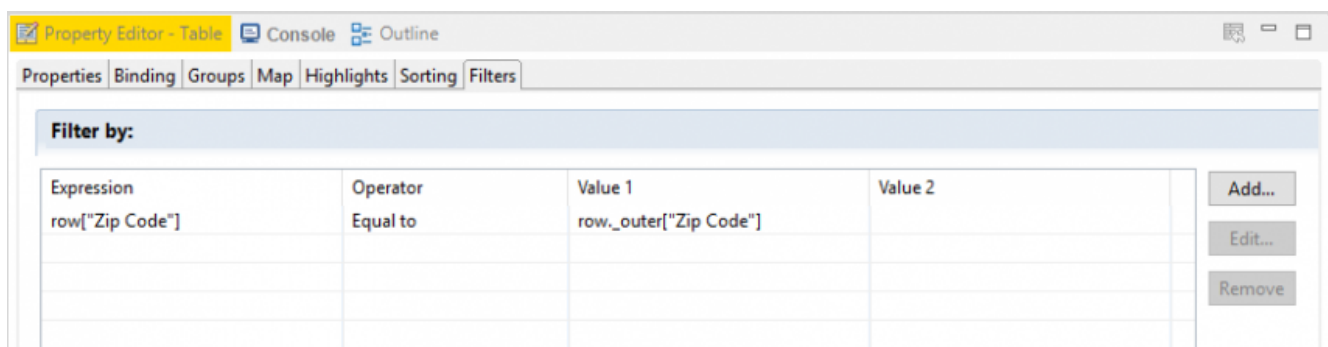 Property Editor - Table Console Outline
Properties Binding Groups Map Highlights Sorting Filters
Filter by:
Expression Operator Value 1 Value 2 Add...
row["Zip Code"] Equal to row._outer["Zip Code"]
Edit...
Remove